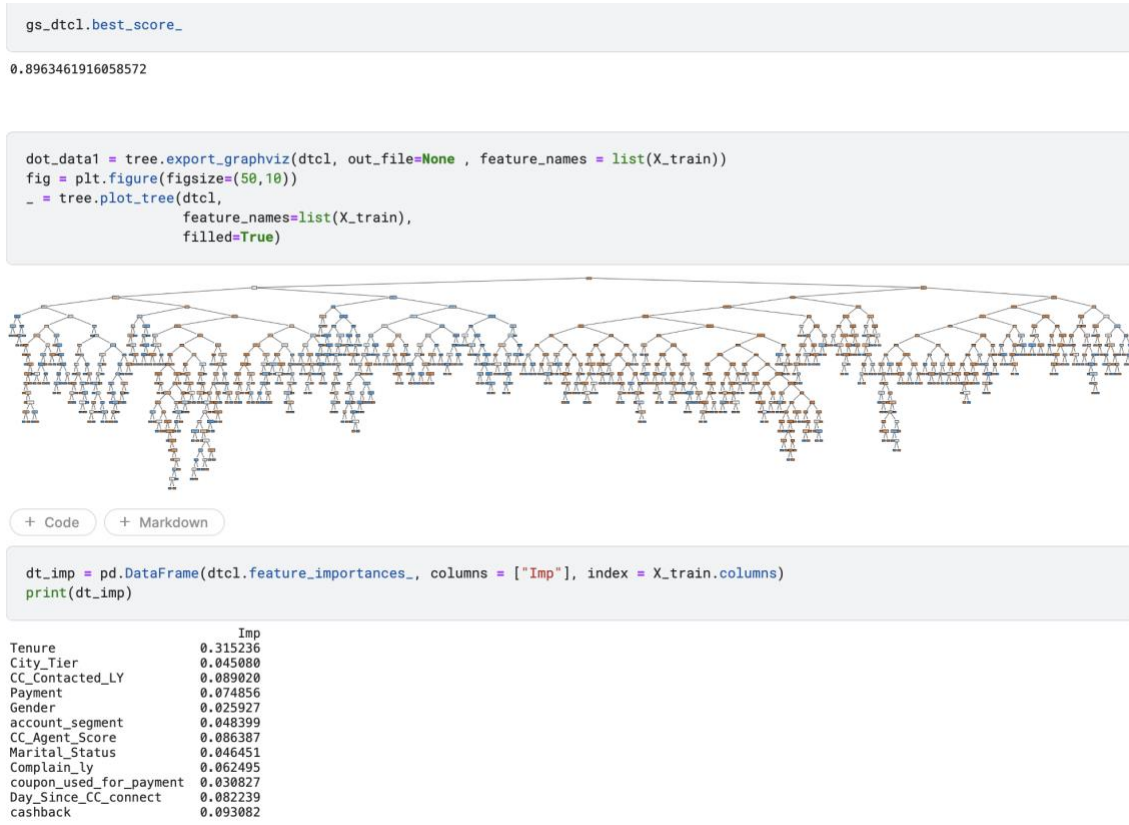 gs_dtcl.best_score_
0.8963461916058572
dot_data1 = tree.export_graphviz(dtcl, out_file=None , feature_names = list(X_train))
fig = plt.figure(figsize=(50,10))
_ = tree.plot_tree(dtcl,
feature_names=list(X_train),
filled=True)
+ Code + Markdown
dt_imp = pd.DataFrame(dtcl.feature_importances_, columns = ["Imp"], index = X_train.columns)
print(dt_imp)
Imp
Tenure 0.315236
City_Tier 0.045080
CC_Contacted_LY 0.089020
Payment 0.074856
Gender 0.025927
account_segment 0.048399
CC_Agent_Score 0.086387
Marital_Status 0.046451
Complain_ly 0.062495
coupon_used_for_payment 0.030827
Day_Since_CC_connect 0.082239
cashback 0.093082